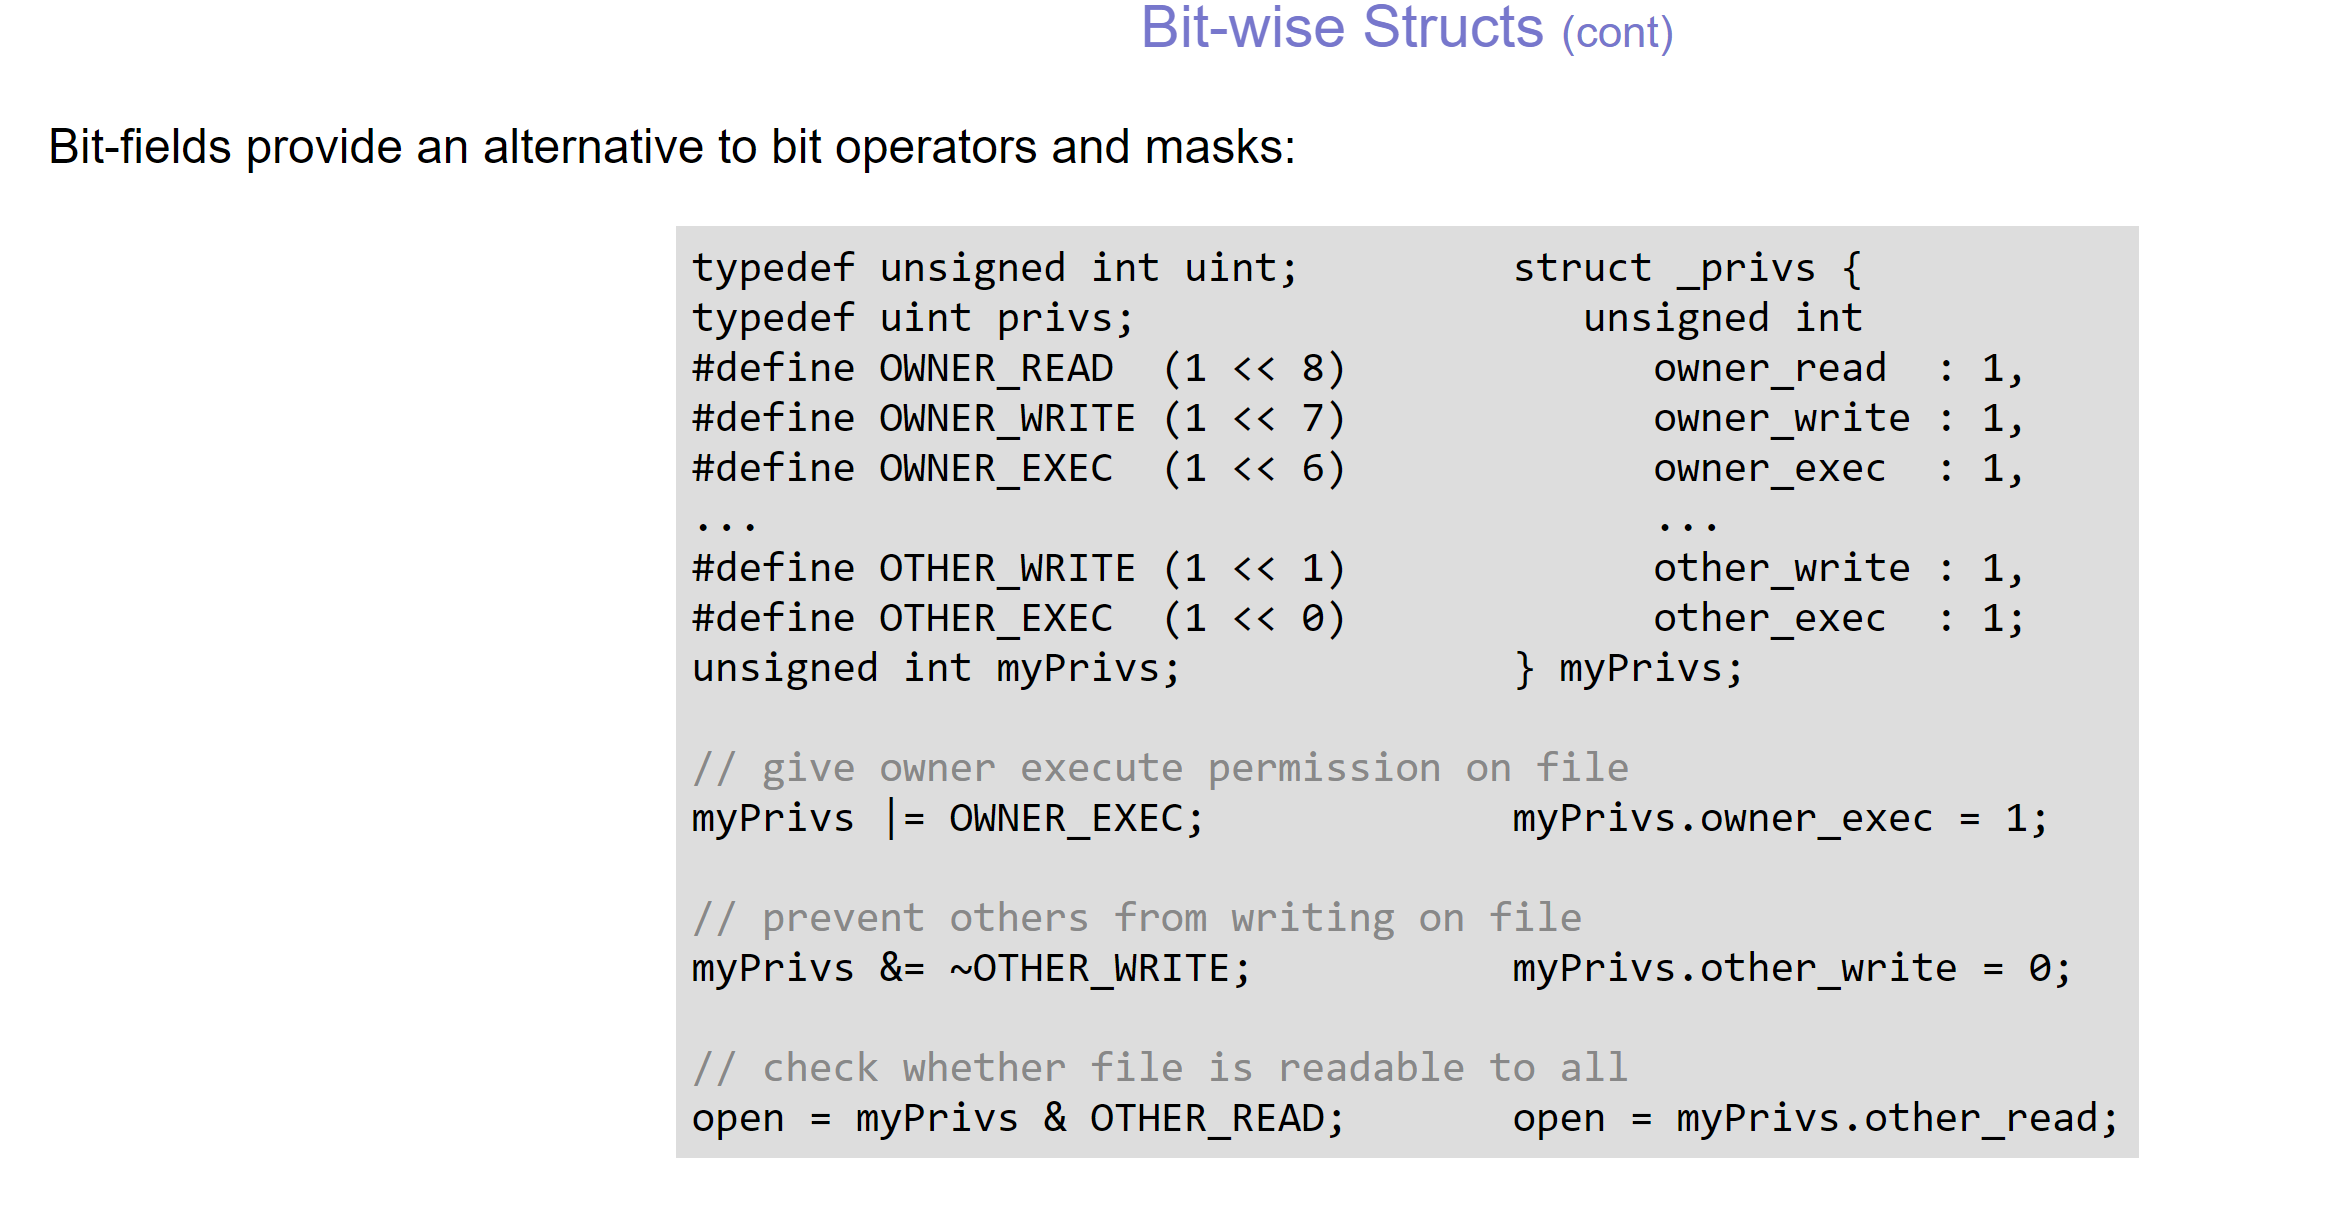 Bit-wise Structs (cont)
Bit-fields provide an alternative to bit operators and masks:
typedef unsigned int uint;       struct _privs {
typedef uint privs;                 unsigned int
#define OWNER_READ  (1 << 8)           owner_read  : 1,
#define OWNER_WRITE (1 << 7)           owner_write : 1,
#define OWNER_EXEC  (1 << 6)           owner_exec  : 1,
...                                    ...
#define OTHER_WRITE (1 << 1)           other_write : 1,
#define OTHER_EXEC  (1 << 0)           other_exec  : 1;
unsigned int myPrivs;            } myPrivs;
// give owner execute permission on file
myPrivs |= OWNER_EXEC;           myPrivs.owner_exec = 1;
// prevent others from writing on file
myPrivs &= ~OTHER_WRITE;         myPrivs.other_write = 0;
// check whether file is readable to all
open = myPrivs & OTHER_READ;     open = myPrivs.other_read;